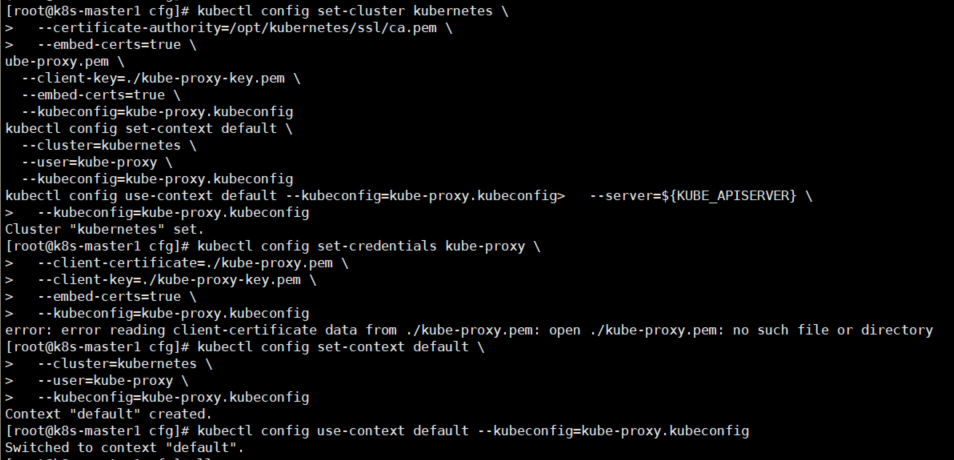 [root@k8s-master1 cfg]# kubectl config set-cluster kubernetes \
>   --certificate-authority=/opt/kubernetes/ssl/ca.pem \
>   --embed-certs=true \
ube-proxy.pem \
  --client-key=./kube-proxy-key.pem \
  --embed-certs=true \
  --kubeconfig=kube-proxy.kubeconfig
kubectl config set-context default \
  --cluster=kubernetes \
  --user=kube-proxy \
  --kubeconfig=kube-proxy.kubeconfig
kubectl config use-context default --kubeconfig=kube-proxy.kubeconfig>   --server=${KUBE_APISERVER} \
>   --kubeconfig=kube-proxy.kubeconfig
Cluster "kubernetes" set.
[root@k8s-master1 cfg]# kubectl config set-credentials kube-proxy \
>   --client-certificate=./kube-proxy.pem \
>   --client-key=./kube-proxy-key.pem \
>   --embed-certs=true \
>   --kubeconfig=kube-proxy.kubeconfig
error: error reading client-certificate data from ./kube-proxy.pem: open ./kube-proxy.pem: no such file or directory
[root@k8s-master1 cfg]# kubectl config set-context default \
>   --cluster=kubernetes \
>   --user=kube-proxy \
>   --kubeconfig=kube-proxy.kubeconfig
Context "default" created.
[root@k8s-master1 cfg]# kubectl config use-context default --kubeconfig=kube-proxy.kubeconfig
Switched to context "default".